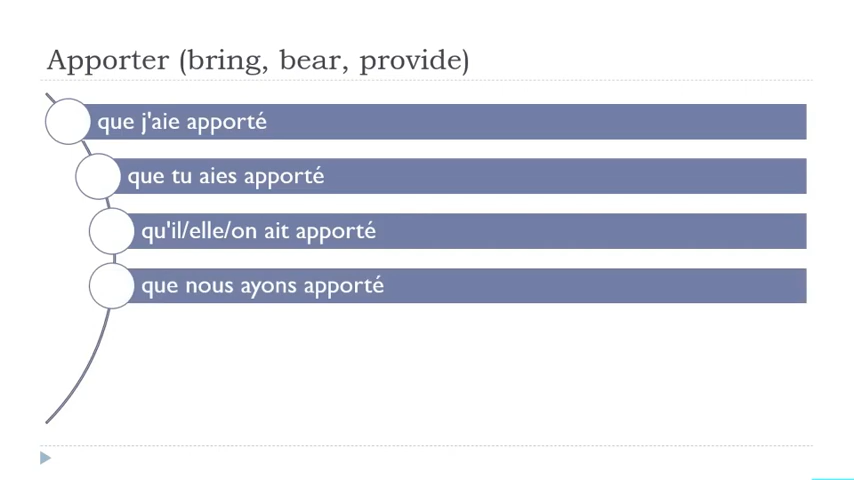 Apporter (bring, bear, provide)
que j'aie apporté
que tu aies apporté
qu'il/elle/on ait apporté
que nous ayons apporté